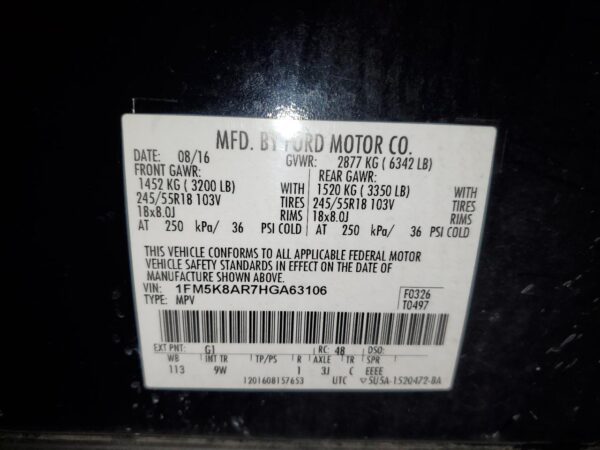 MFD. BY FORD MOTOR CO.
DATE: 08/16 GVWR: 2877 KG ( 6342 LB)
FRONT GAWR: REAR GAWR:
1452 KG ( 3200 LB) WITH 1520 KG ( 3350 LB) WITH
245/55R18 103V TIRES 245/55R18 103V TIRES
18x8.0J RIMS 18x8.0J RIMS
AT 250 kPa/ 36 PSI COLD AT 250 kPa/ 36 PSI COLD
THIS VEHICLE CONFORMS TO ALL APPLICABLE FEDERAL MOTOR
VEHICLE SAFETY STANDARDS IN EFFECT ON THE DATE OF
MANUFACTURE SHOWN ABOVE.
VIN: 1FM5K8AR7HGA63106 F0326
TYPE: MPV T0497
EXT PNT: G1 RC: 48 DSO:
WB INT TR TP/PS R AXLE TR SPR
113 9W 1 3J C EEEE
1201608157653 UTC ▽5U5A-1520472-BA